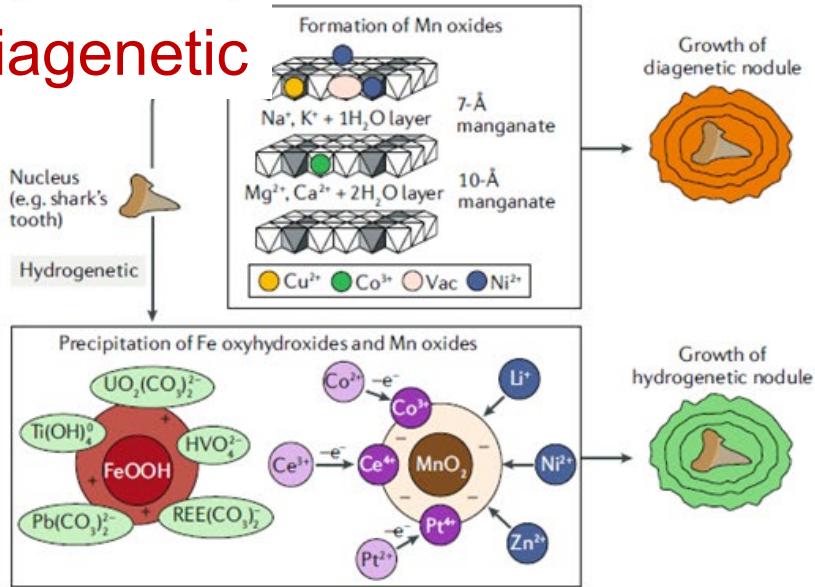 iagenetic
Formation of Mn oxides
Na⁺, K⁺ + 1H₂O layer
7-Å
manganate
Mg²⁺, Ca²⁺ + 2H₂O layer
10-Å
manganate
Cu²⁺ Co³⁺ Vac Ni²⁺
Growth of
diagenetic nodule
Nucleus
(e.g. shark's
tooth)
Hydrogenetic
Precipitation of Fe oxyhydroxides and Mn oxides
UO₂(CO₃)₂²⁻
Ti(OH)₄⁰
HVO₄²⁻
FeOOH
Pb(CO₃)₂²⁻
REE(CO₃)₂⁻
+
+
+
+
Co²⁺
–e⁻
Co³⁺
Li⁺
Ce³⁺
–e⁻
Ce⁴⁺
MnO₂
Ni²⁺
Pt²⁺
–e⁻
Pt⁴⁺
Zn²⁺
–
–
–
–
–
Growth of
hydrogenetic nodule